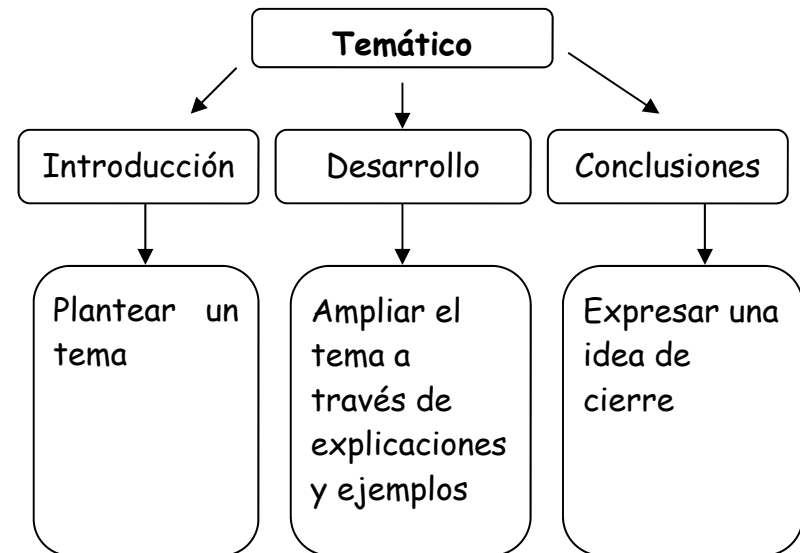 Temático
Introducción
Desarrollo
Conclusiones
Plantear un
tema
Ampliar el
tema a
través de
explicaciones
y ejemplos
Expresar una
idea de
cierre